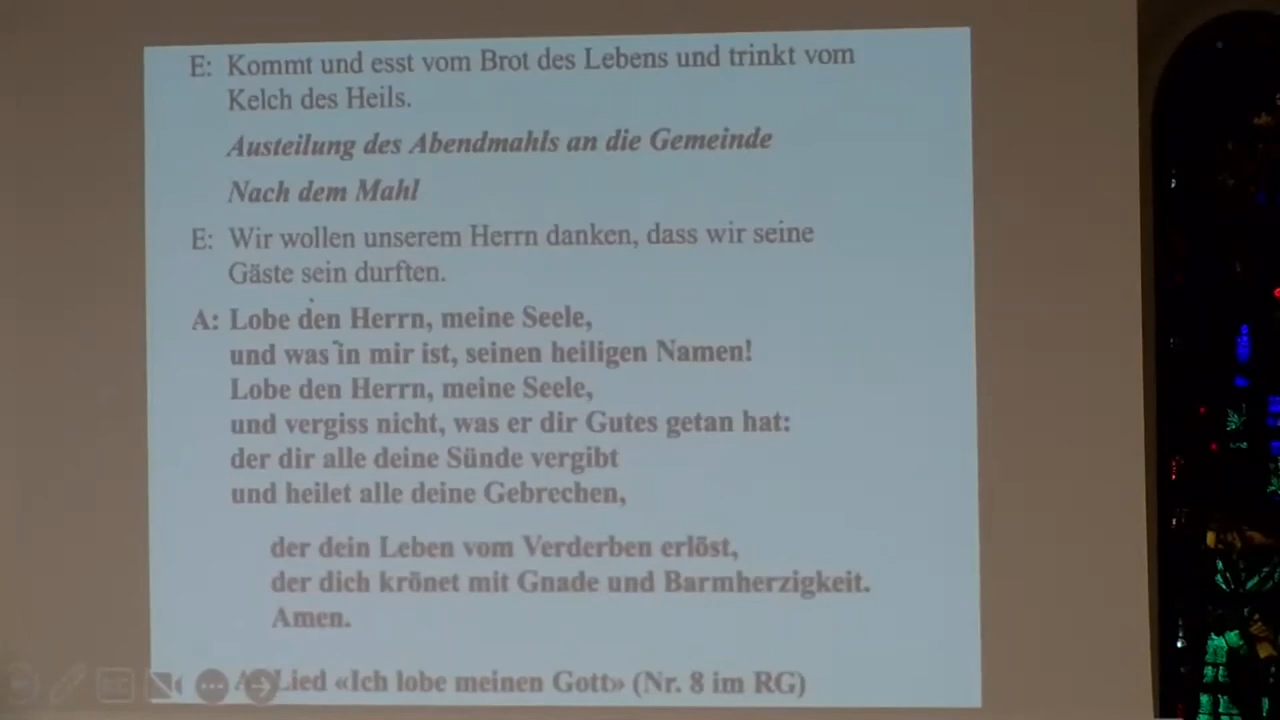 E: Kommt und esst vom Brot des Lebens und trinkt vom
Kelch des Heils.
Austeilung des Abendmahls an die Gemeinde
Nach dem Mahl
E: Wir wollen unserem Herrn danken, dass wir seine
Gäste sein durften.
A: Lobe den Herrn, meine Seele,
und was in mir ist, seinen heiligen Namen!
Lobe den Herrn, meine Seele,
und vergiss nicht, was er dir Gutes getan hat:
der dir alle deine Sünde vergibt
und heilet alle deine Gebrechen,
der dein Leben vom Verderben erlöst,
der dich krönet mit Gnade und Barmherzigkeit.
Amen.
Lied «Ich lobe meinen Gott» (Nr. 8 im RG)